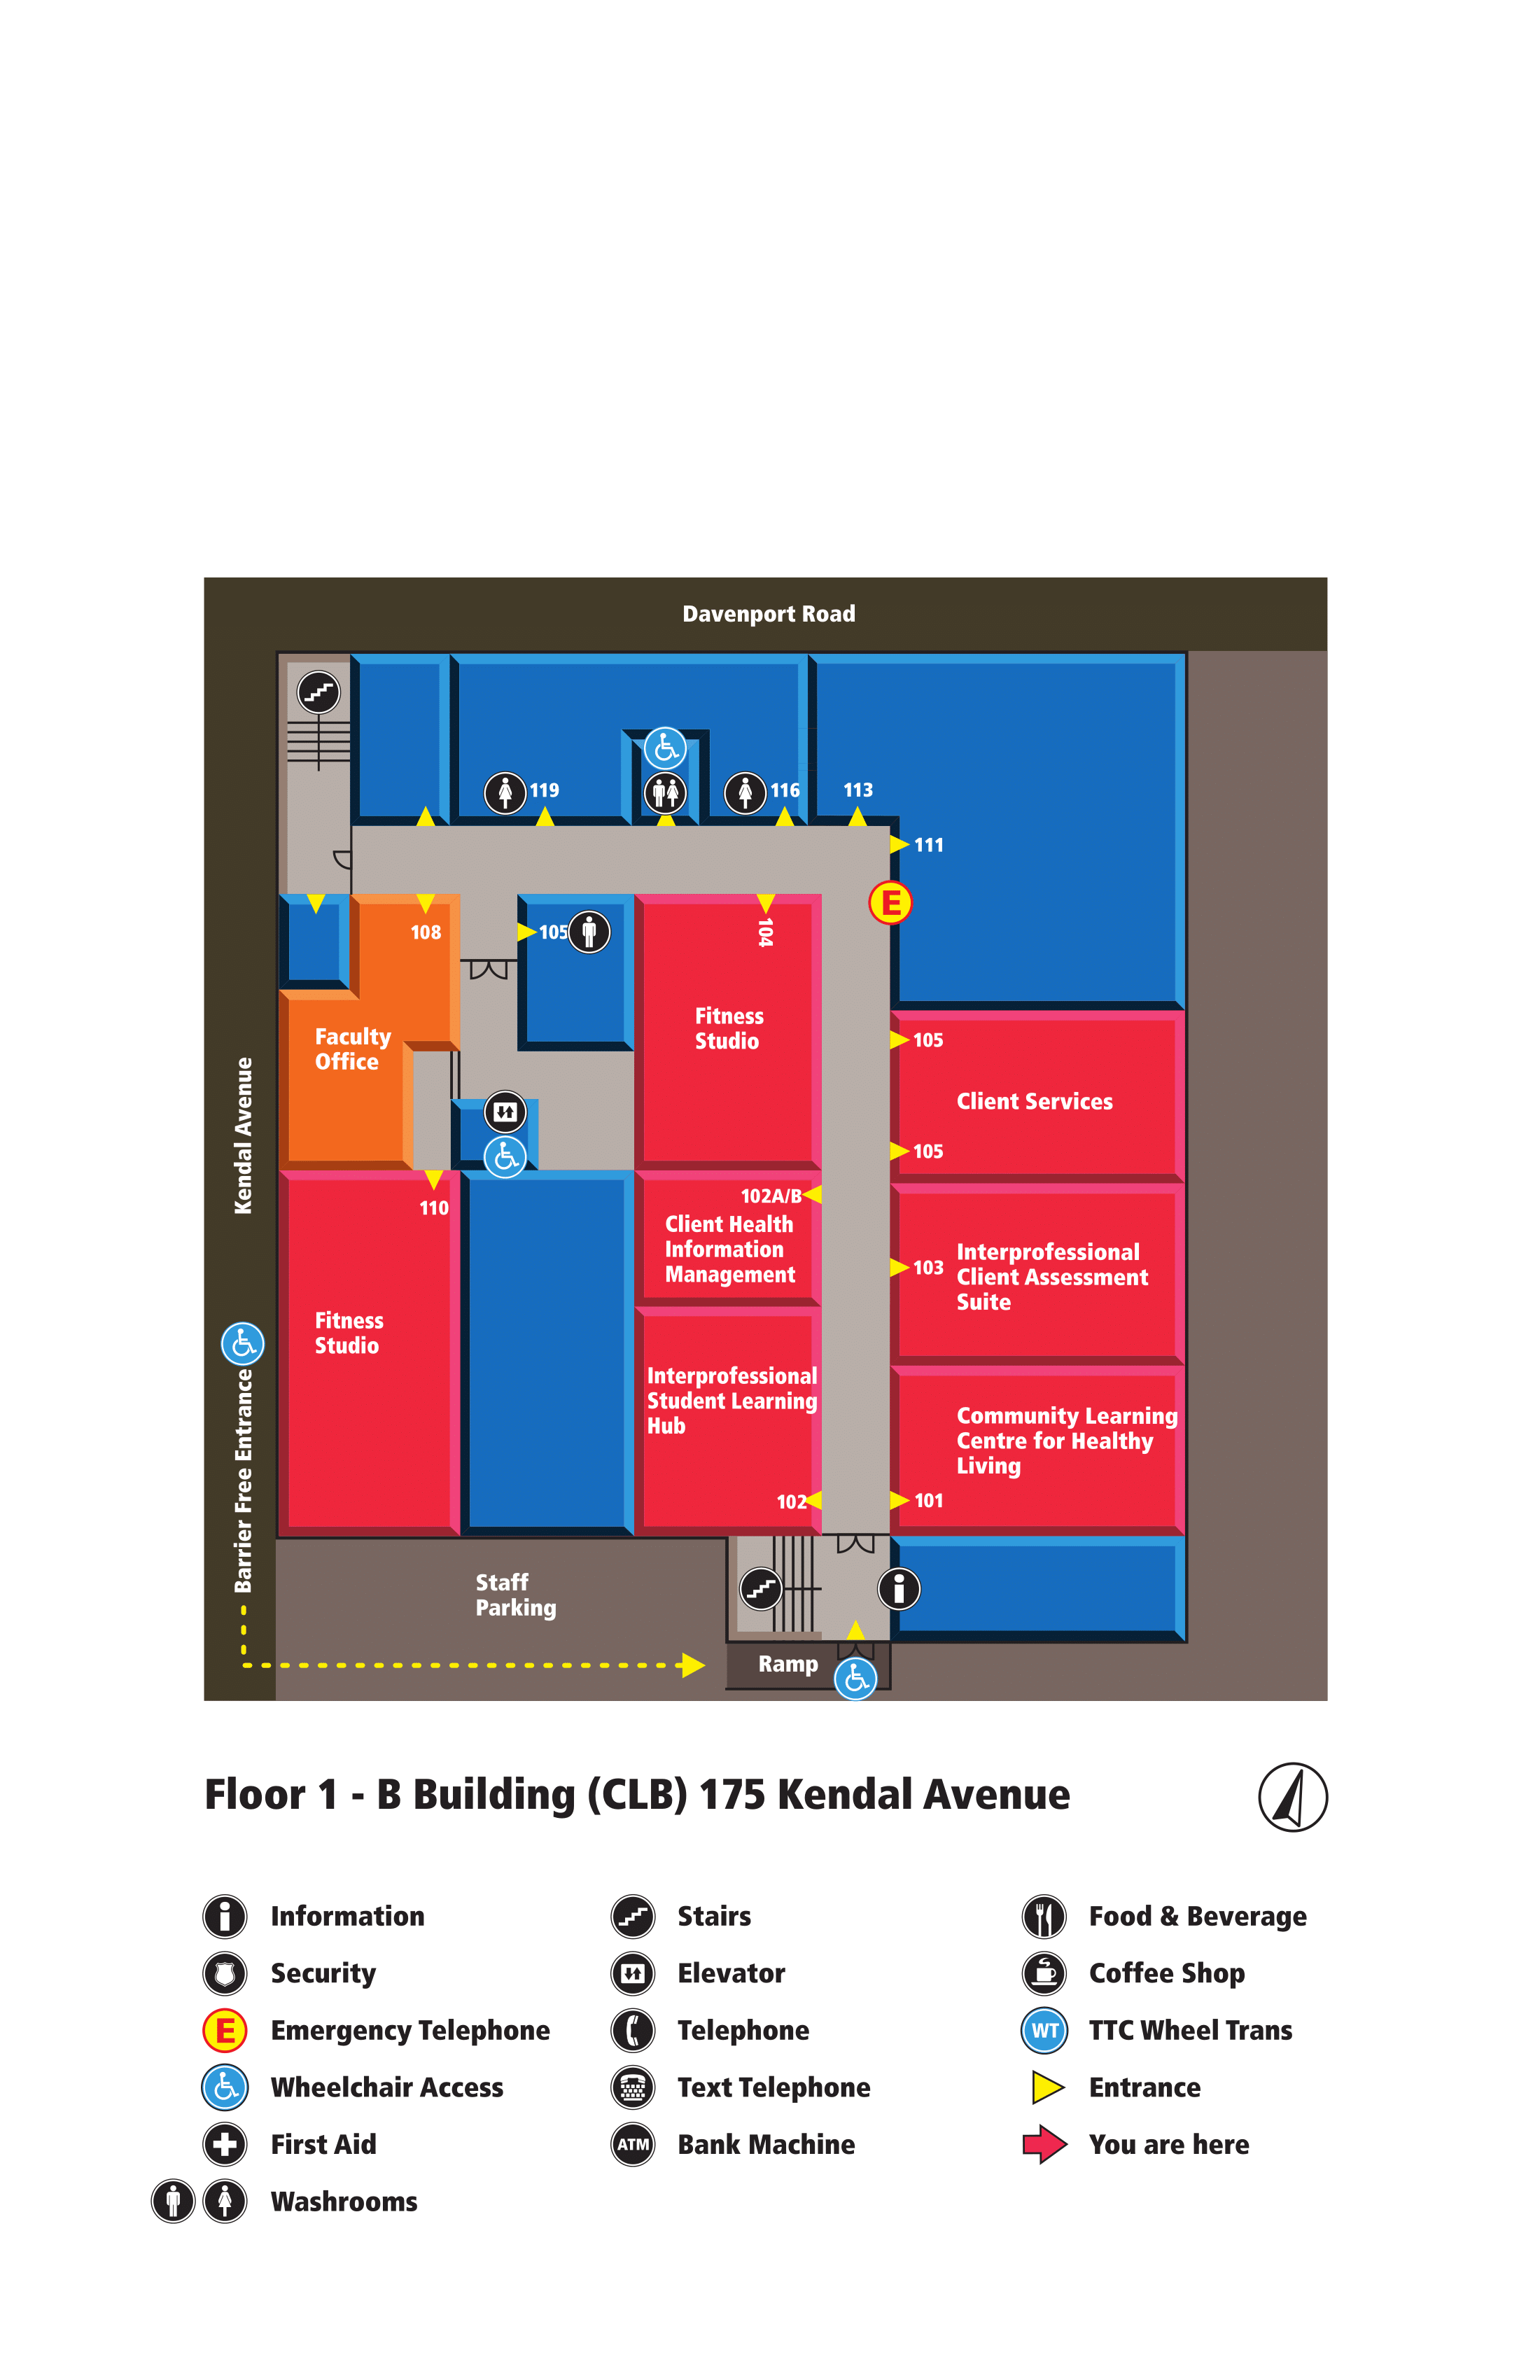 Davenport Road
119
116
113
111
E
108
105
104
Faculty
Office
Fitness
Studio
105
Client Services
105
Kendal Avenue
110
102A/B
Client Health
Information
Management
103
Interprofessional
Client Assessment
Suite
Fitness
Studio
Interprofessional
Student Learning
Hub
Community Learning
Centre for Healthy
Living
102
101
Barrier Free Entrance
Staff
Parking
i
Ramp
Floor 1 - B Building (CLB) 175 Kendal Avenue
i Information
Security
E Emergency Telephone
Wheelchair Access
First Aid
Washrooms
Stairs
Elevator
Telephone
Text Telephone
ATM Bank Machine
Food & Beverage
Coffee Shop
WT TTC Wheel Trans
Entrance
You are here